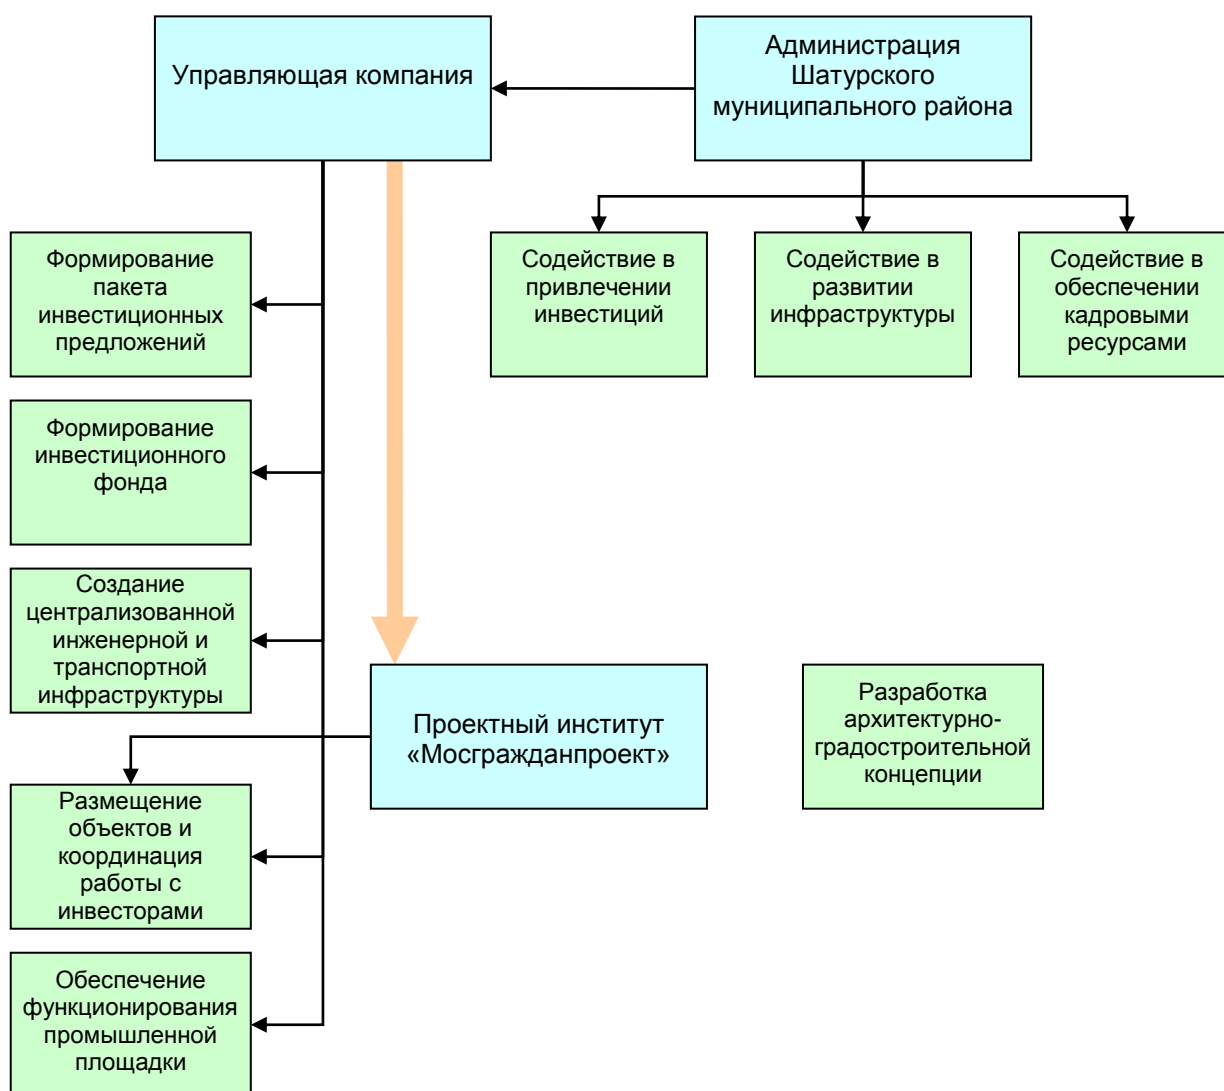 Управляющая компания
Администрация
Шатурского
муниципального района
Формирование
пакета
инвестиционных
предложений
Содействие в
привлечении
инвестиций
Содействие в
развитии
инфраструктуры
Содействие в
обеспечении
кадровыми
ресурсами
Формирование
инвестиционного
фонда
Создание
централизованной
инженерной и
транспортной
инфраструктуры
Проектный институт
«Мосгражданпроект»
Разработка
архитектурно-
градостроительной
концепции
Размещение
объектов и
координация
работы с
инвесторами
Обеспечение
функционирования
промышленной
площадки